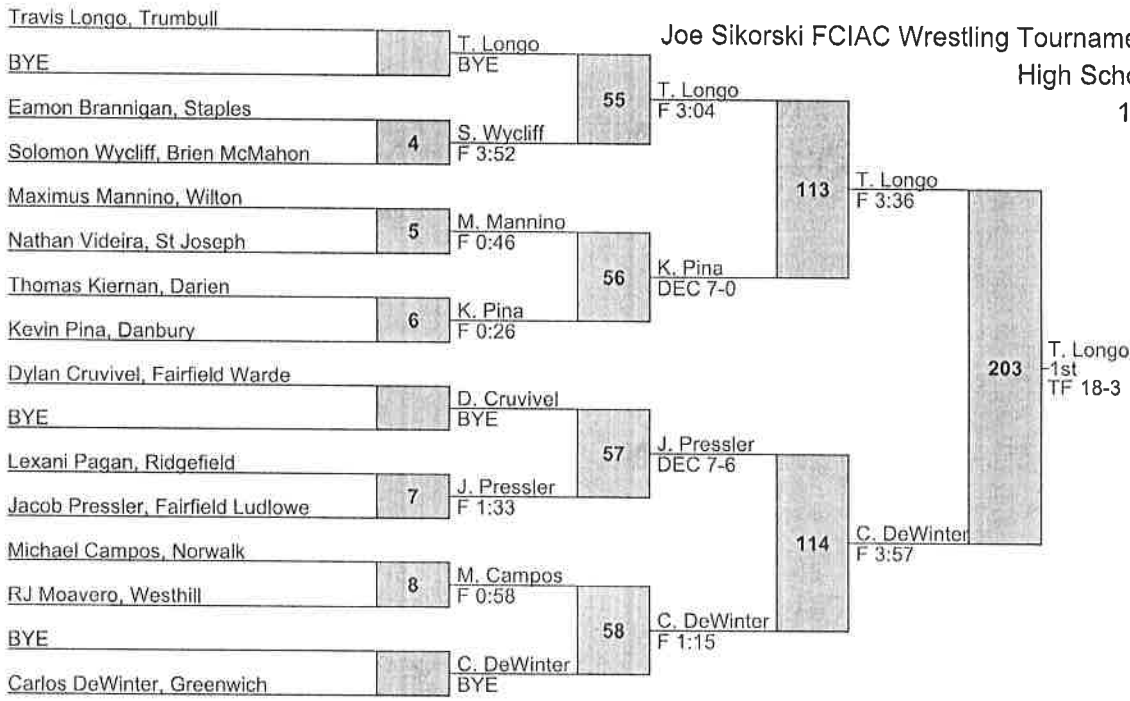 Joe Sikorski FCIAC Wrestling Tourname
High Scho
1
Travis Longo, Trumbull
BYE
Eamon Brannigan, Staples
4
Solomon Wycliff, Brien McMahon
Maximus Mannino, Wilton
5
Nathan Videira, St Joseph
Thomas Kiernan, Darien
6
Kevin Pina, Danbury
Dylan Cruvivel, Fairfield Warde
BYE
Lexani Pagan, Ridgefield
7
Jacob Pressler, Fairfield Ludlowe
Michael Campos, Norwalk
8
RJ Moavero, Westhill
BYE
Carlos DeWinter, Greenwich
T. Longo
BYE
55
S. Wycliff
F 3:52
M. Mannino
F 0:46
56
K. Pina
F 0:26
D. Cruvivel
BYE
57
J. Pressler
F 1:33
M. Campos
F 0:58
58
C. DeWinter
BYE
T. Longo
F 3:04
113
K. Pina
DEC 7-0
J. Pressler
DEC 7-6
114
C. DeWinter
F 1:15
T. Longo
F 3:36
203
C. DeWinter
F 3:57
T. Longo
1st
TF 18-3